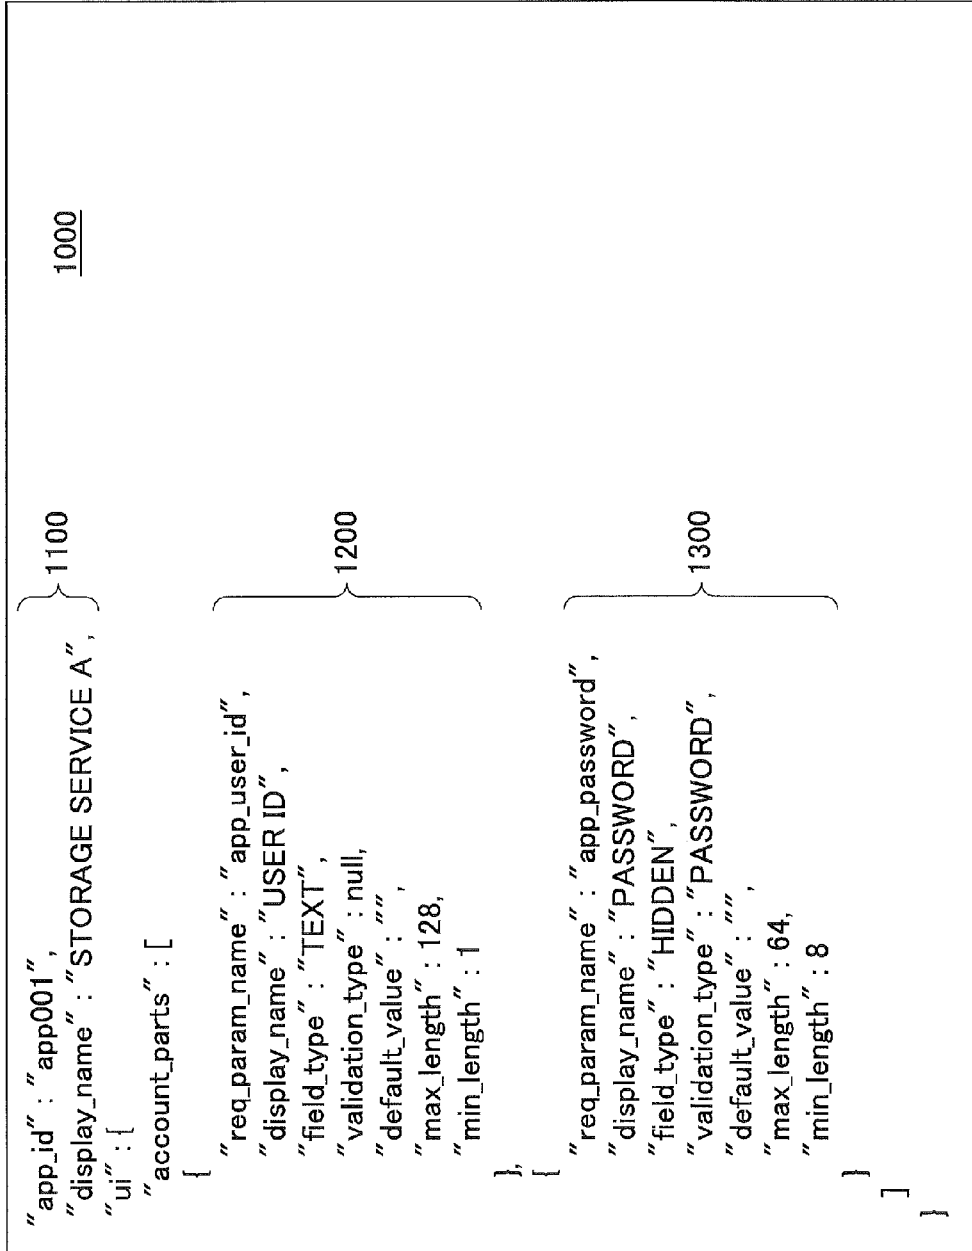 "app_id" : "app001",
"display_name" : "STORAGE SERVICE A",
1100
1000
"ui" : {
"account_parts" : [
{
"req_param_name" : "app_user_id",
"display_name" : "USER ID",
"field_type" : "TEXT",
"validation_type" : null,
1200
"default_value" : "",
"max_length" : 128,
"min_length" : 1
},
{
"req_param_name" : "app_password",
"display_name" : "PASSWORD",
"field_type" : "HIDDEN",
"validation_type" : "PASSWORD",
1300
"default_value" : "",
"max_length" : 64,
"min_length" : 8
}
]
}